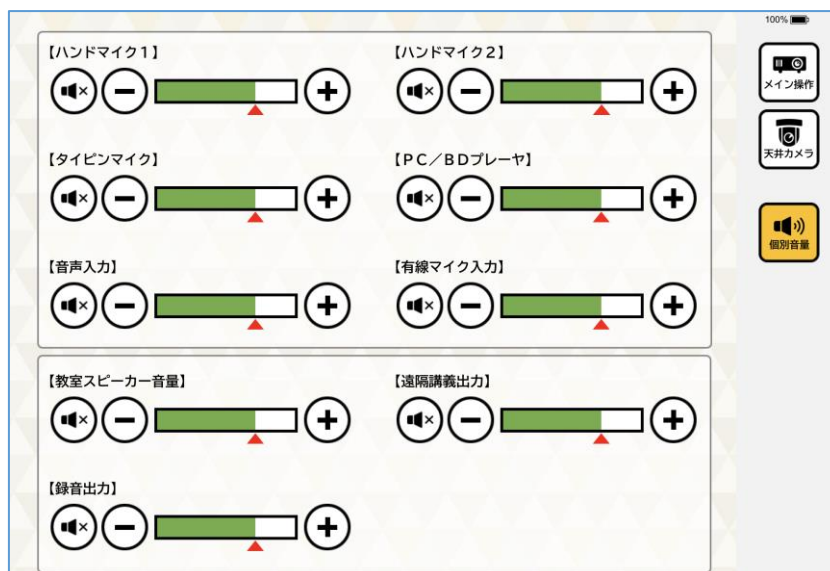 100%
【ハンドマイク１】
【ハンドマイク２】
メイン操作
【タイピンマイク】
【ＰＣ／ＢＤプレーヤ】
天井カメラ
個別音量
【音声入力】
【有線マイク入力】
【教室スピーカー音量】
【遠隔講義出力】
【録音出力】